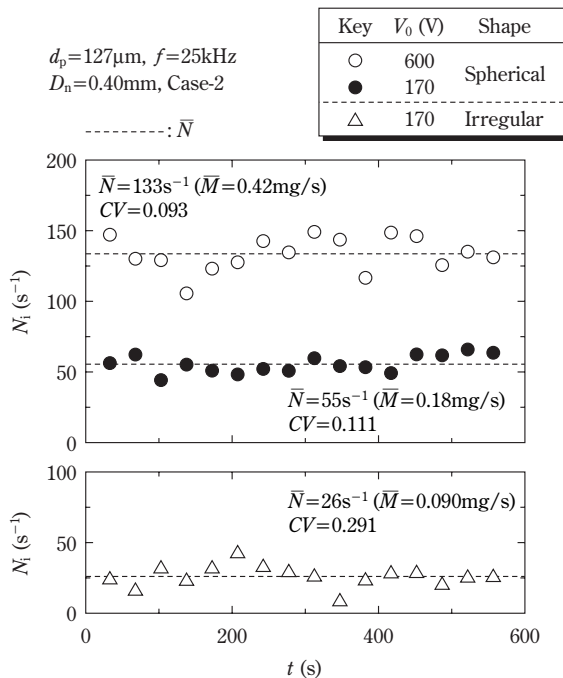 dp=127μm, f=25kHz
Dn=0.40mm, Case-2
: N̅
Key V0 (V) Shape
600
Spherical
170
170 Irregular
N̅=133s⁻¹ (M̅=0.42mg/s)
CV=0.093
200
150
100
50
0
Ni (s⁻¹)
N̅=55s⁻¹ (M̅=0.18mg/s)
CV=0.111
N̅=26s⁻¹ (M̅=0.090mg/s)
CV=0.291
100
50
0
Ni (s⁻¹)
0 200 400 600
t (s)